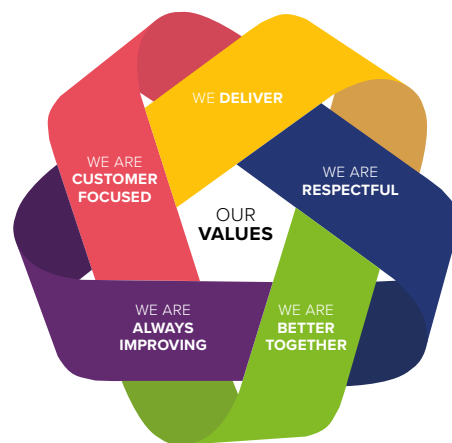 WE DELIVER
WE ARE
CUSTOMER
FOCUSED
WE ARE
RESPECTFUL
OUR
VALUES
WE ARE
ALWAYS
IMPROVING
WE ARE
BETTER
TOGETHER